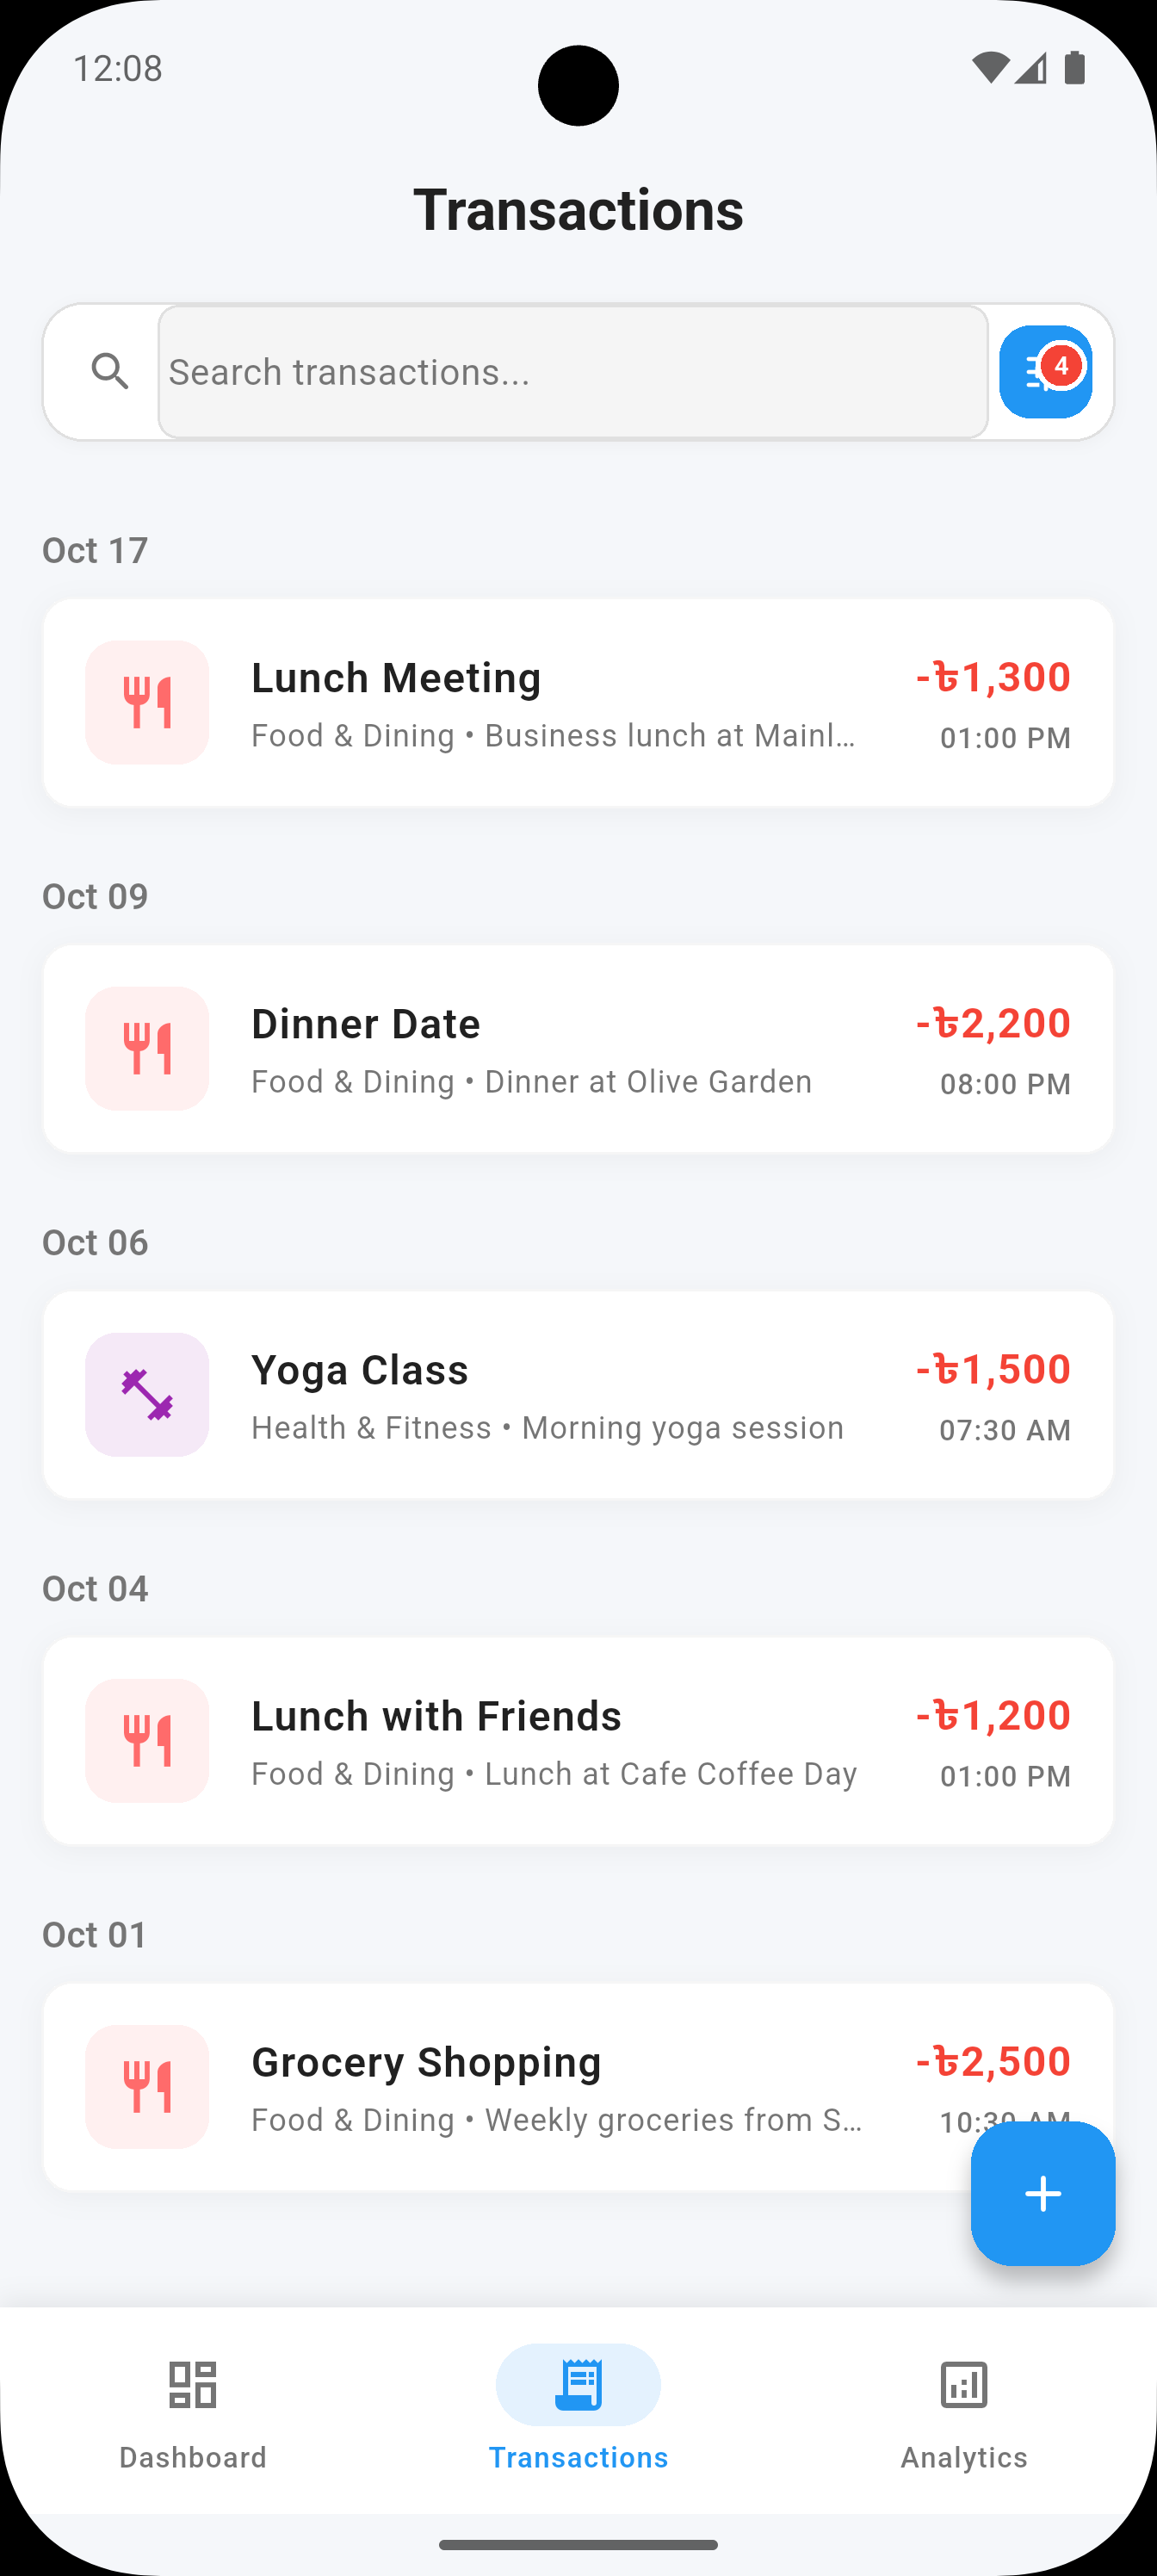 12:08
Transactions
Search transactions...
4
Oct 17
Lunch Meeting
-৳1,300
Food & Dining • Business lunch at Mainl...
01:00 PM
Oct 09
Dinner Date
-৳2,200
Food & Dining • Dinner at Olive Garden
08:00 PM
Oct 06
Yoga Class
-৳1,500
Health & Fitness • Morning yoga session
07:30 AM
Oct 04
Lunch with Friends
-৳1,200
Food & Dining • Lunch at Cafe Coffee Day
01:00 PM
Oct 01
Grocery Shopping
-৳2,500
Food & Dining • Weekly groceries from S...
10:30 AM
Dashboard
Transactions
Analytics